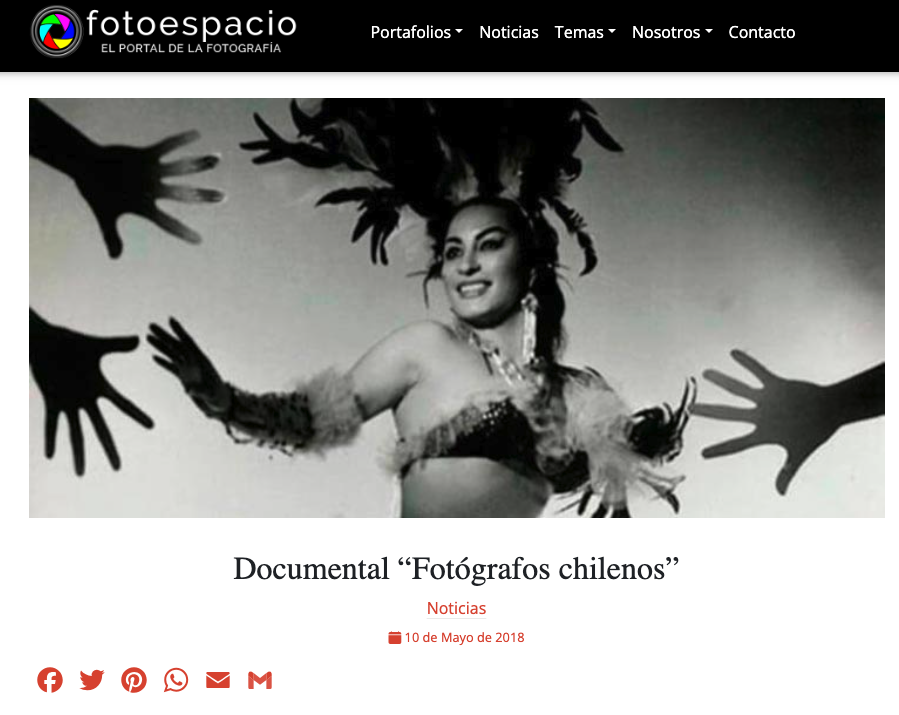 fotoespacio
EL PORTAL DE LA FOTOGRAFÍA
Portafolios Noticias Temas Nosotros Contacto
Documental “Fotógrafos chilenos”
Noticias
10 de Mayo de 2018